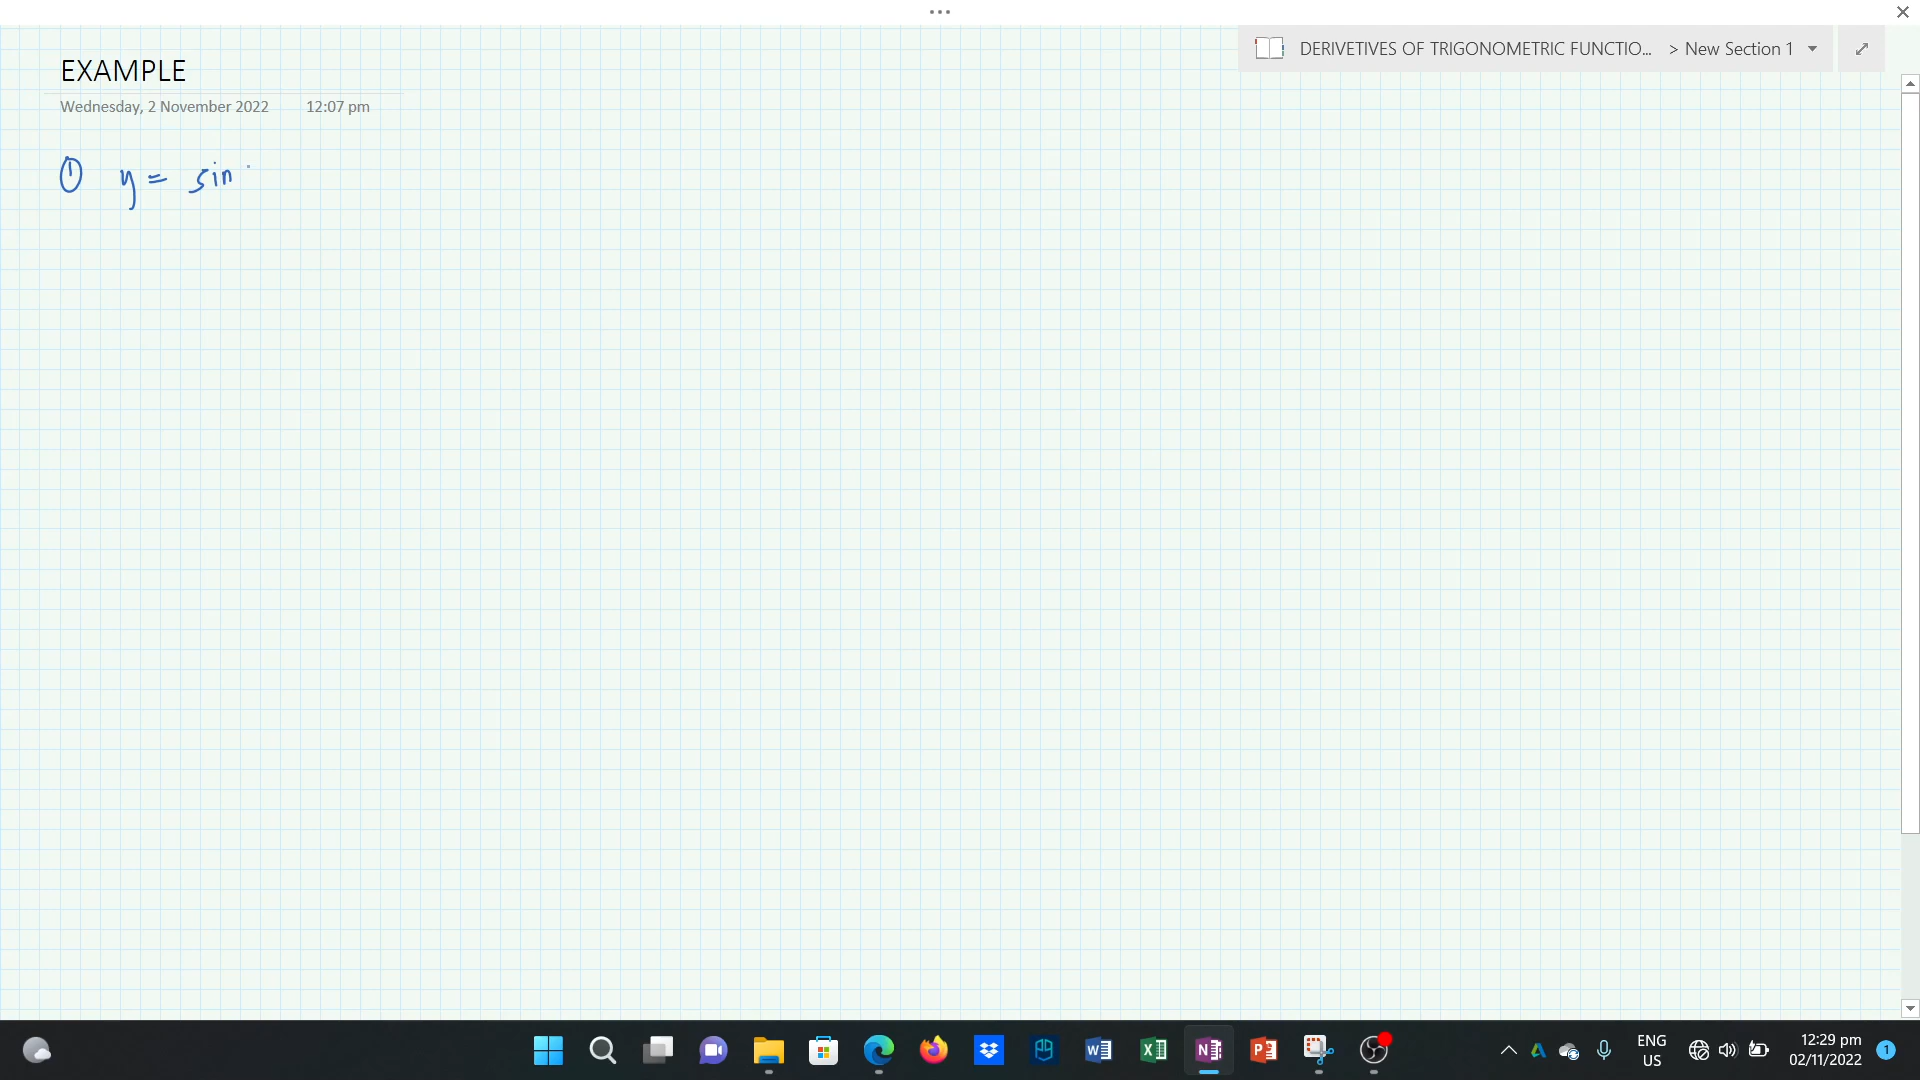 DERIVETIVES OF TRIGONOMETRIC FUNCTIO... > New Section 1
EXAMPLE
Wednesday, 2 November 2022 12:07 pm
① y = sin
ENG
US
12:29 pm
02/11/2022
1